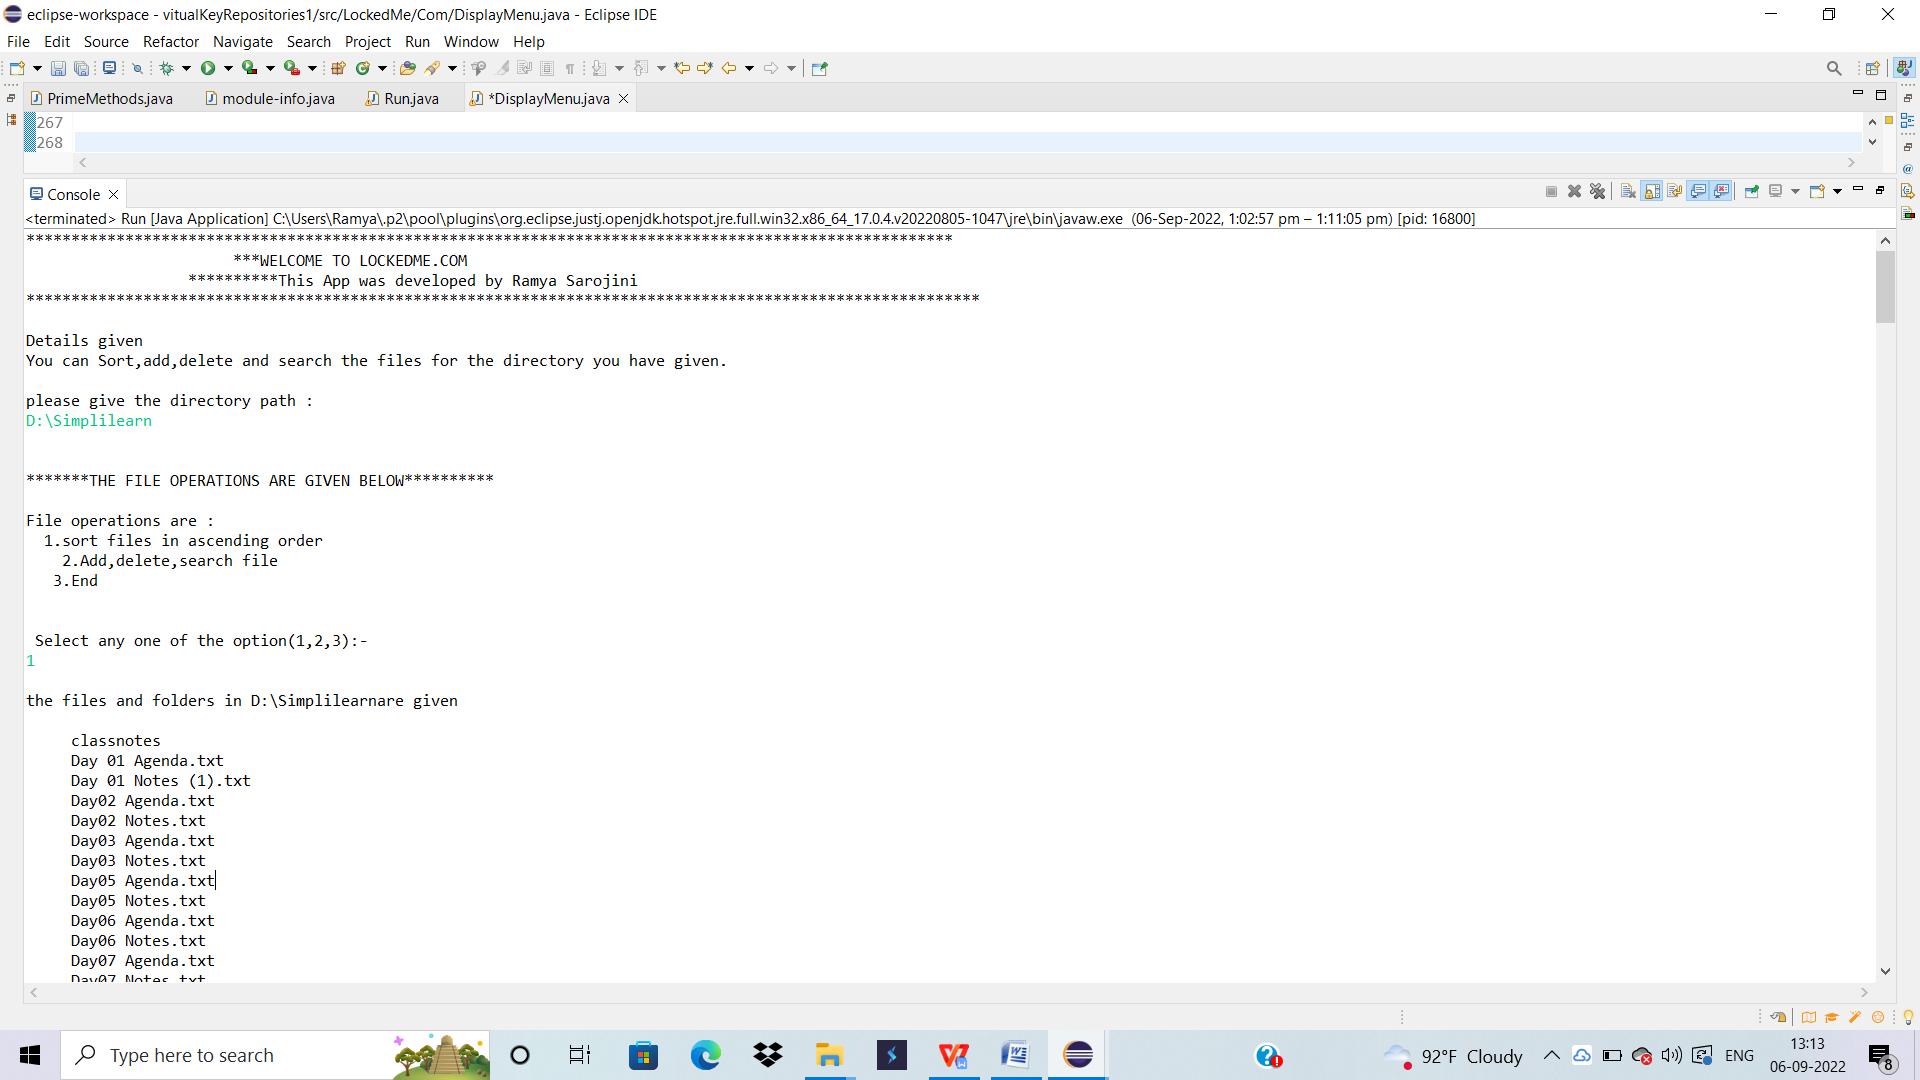 eclipse-workspace - vitualKeyRepositories1/src/LockedMe/Com/DisplayMenu.java - Eclipse IDE
File Edit Source Refactor Navigate Search Project Run Window Help
PrimeMethods.java module-info.java Run.java *DisplayMenu.java
267
268
Console
<terminated> Run [Java Application] C:\Users\Ramya\.p2\pool\plugins\org.eclipse.justj.openjdk.hotspot.jre.full.win32.x86_64_17.0.4.v20220805-1047\jre\bin\javaw.exe (06-Sep-2022, 1:02:57 pm – 1:11:05 pm) [pid: 16800]
*******************************************************************************************************
***WELCOME TO LOCKEDME.COM
**********This App was developed by Ramya Sarojini
**********************************************************************************************************
Details given
You can Sort,add,delete and search the files for the directory you have given.
please give the directory path :
D:\Simplilearn
*******THE FILE OPERATIONS ARE GIVEN BELOW**********
File operations are :
1.sort files in ascending order
2.Add,delete,search file
3.End
Select any one of the option(1,2,3):-
1
the files and folders in D:\Simplilearnare given
classnotes
Day 01 Agenda.txt
Day 01 Notes (1).txt
Day02 Agenda.txt
Day02 Notes.txt
Day03 Agenda.txt
Day03 Notes.txt
Day05 Agenda.txt
Day05 Notes.txt
Day06 Agenda.txt
Day06 Notes.txt
Day07 Agenda.txt
Day07 Notes.txt
Type here to search
92°F Cloudy
ENG
13:13
06-09-2022
8